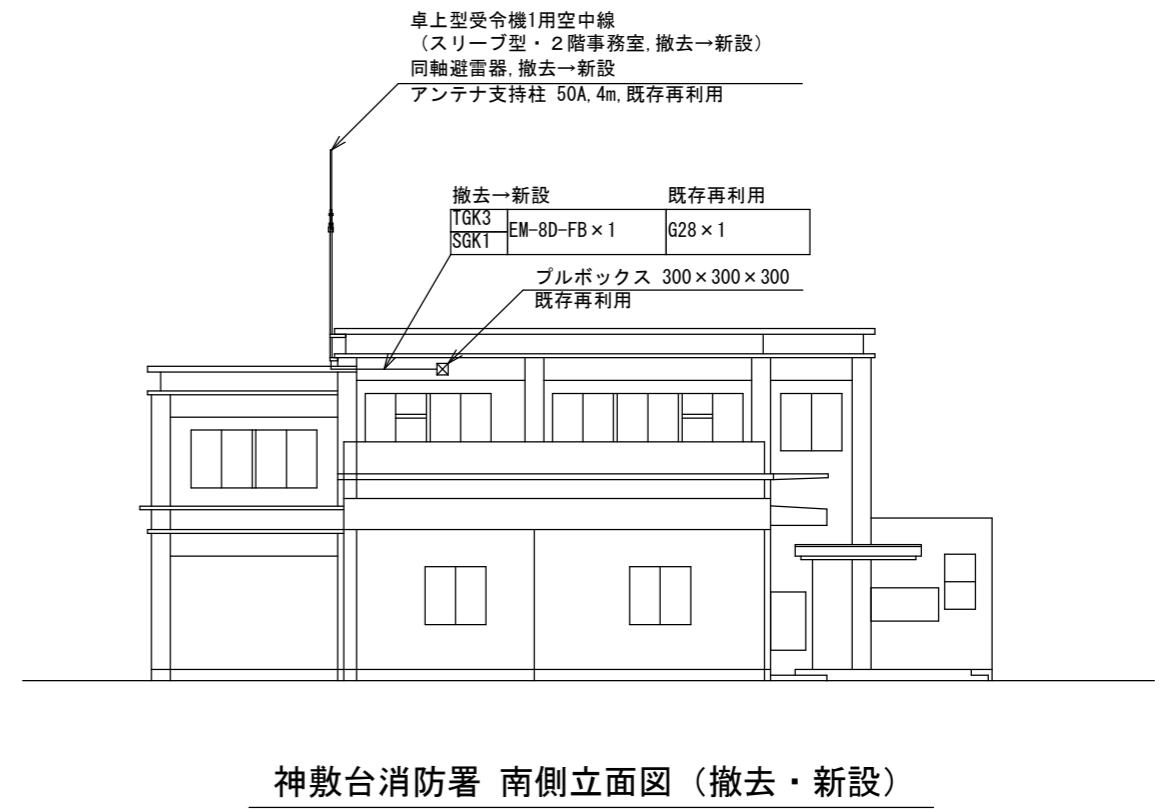 卓上型受令機1用空中線
（スリーブ型・２階事務室,撤去→新設）
同軸避雷器,撤去→新設
アンテナ支持柱 50A,4m,既存再利用
撤去→新設 既存再利用
TGK3
SGK1
EM-8D-FB×1 G28×1
プルボックス 300×300×300
既存再利用
神敷台消防署 南側立面図（撤去・新設）